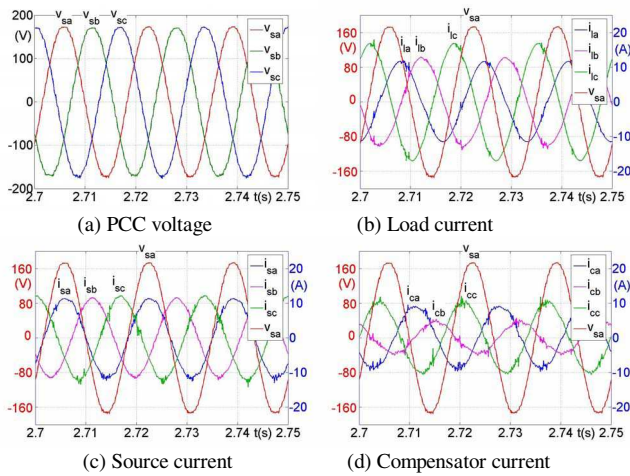 v_sa v_sb v_sc
200
(V)
100
0
-100
-200
2.7 2.71 2.72 2.73 2.74 t(s) 2.75
v_sa
v_sb
v_sc
(a) PCC voltage
v_sa
i_la i_lb i_lc
160
(V)
80
0
-80
-160
20
(A)
10
0
-10
-20
2.7 2.71 2.72 2.73 2.74 t(s) 2.75
i_la
i_lb
i_lc
v_sa
(b) Load current
v_sa
i_sa i_sb i_sc
160
(V)
80
0
-80
-160
20
(A)
10
0
-10
-20
2.7 2.71 2.72 2.73 2.74 t(s) 2.75
i_sa
i_sb
i_sc
v_sa
(c) Source current
v_sa
i_ca i_cb i_cc
160
(V)
80
0
-80
-160
20
(A)
10
0
-10
-20
2.7 2.71 2.72 2.73 2.74 t(s) 2.75
i_ca
i_cb
i_cc
v_sa
(d) Compensator current